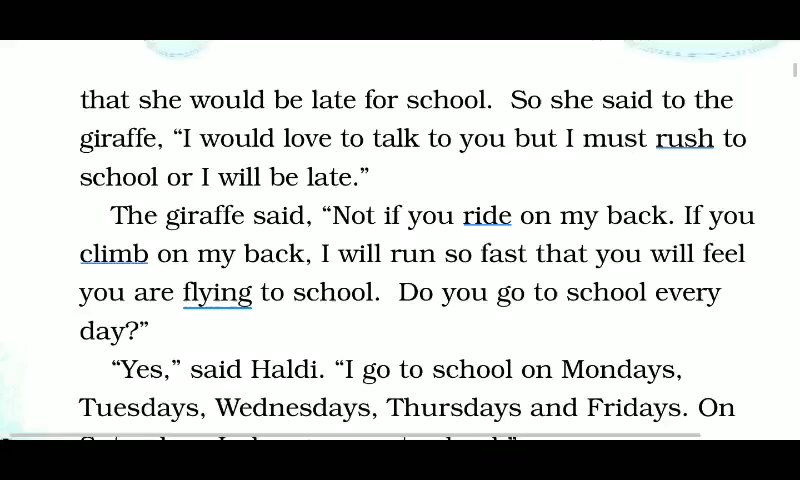 that she would be late for school.  So she said to the
giraffe, “I would love to talk to you but I must rush to
school or I will be late.”
The giraffe said, “Not if you ride on my back. If you
climb on my back, I will run so fast that you will feel
you are flying to school.  Do you go to school every
day?”
“Yes,” said Haldi. “I go to school on Mondays,
Tuesdays, Wednesdays, Thursdays and Fridays. On